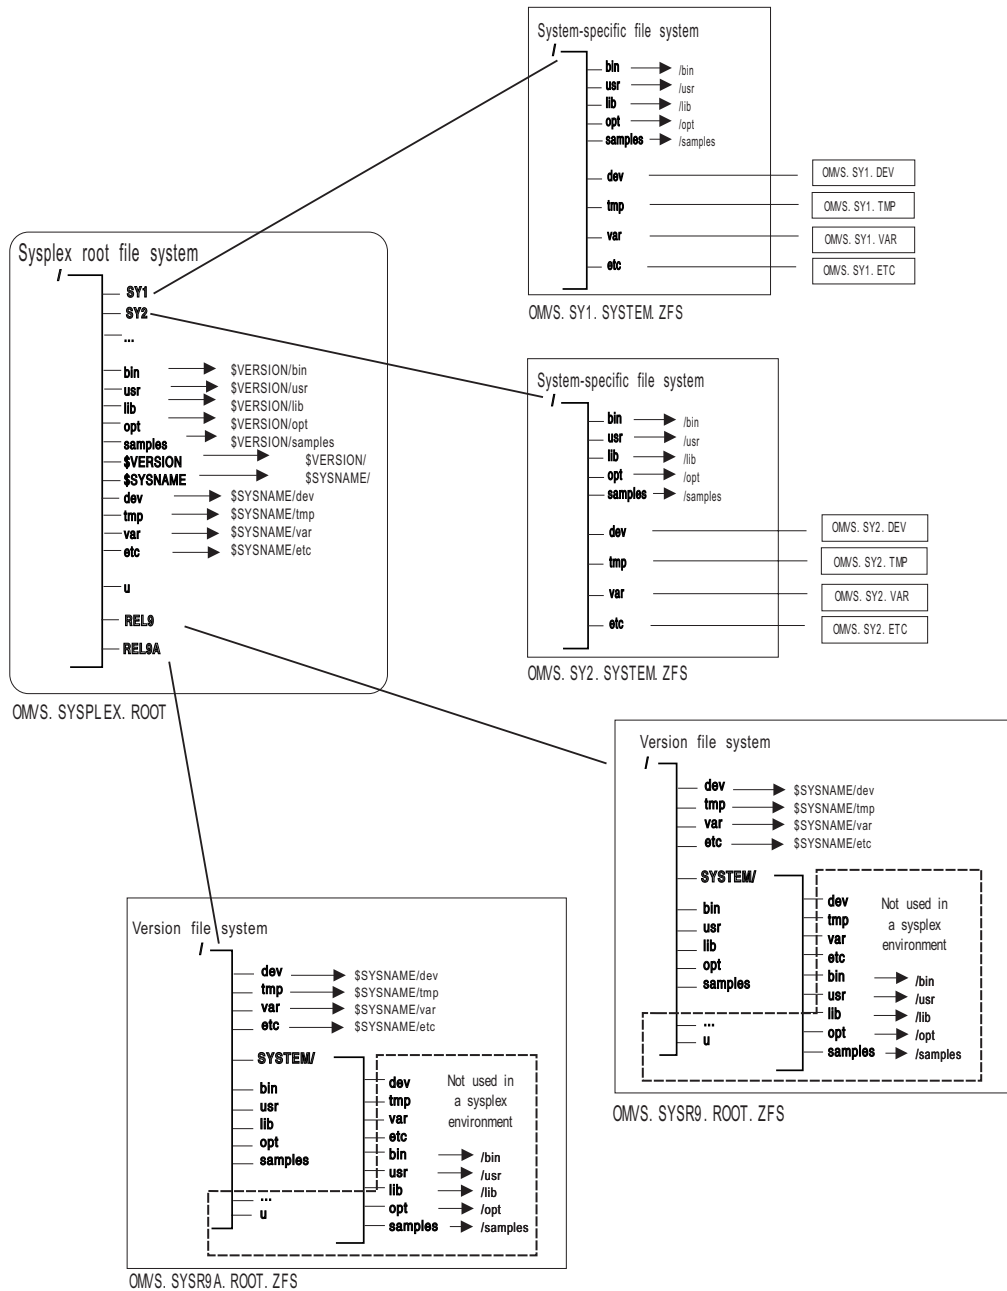 System-specific file system
/
bin /bin
usr /usr
lib /lib
opt /opt
samples /samples
dev OMVS. SY1. DEV
tmp OMVS. SY1. TMP
var OMVS. SY1. VAR
etc OMVS. SY1. ETC
OMVS. SY1. SYSTEM. ZFS
Sysplex root file system
/
SY1
SY2
...
bin $VERSION/bin
usr $VERSION/usr
lib $VERSION/lib
opt $VERSION/opt
samples $VERSION/samples
$VERSION $VERSION/
$SYSNAME $SYSNAME/
dev $SYSNAME/dev
tmp $SYSNAME/tmp
var $SYSNAME/var
etc $SYSNAME/etc
u
REL9
REL9A
OMVS. SYSPLEX. ROOT
System-specific file system
/
bin /bin
usr /usr
lib /lib
opt /opt
samples /samples
dev OMVS. SY2. DEV
tmp OMVS. SY2. TMP
var OMVS. SY2. VAR
etc OMVS. SY2. ETC
OMVS. SY2. SYSTEM. ZFS
Version file system
/
dev $SYSNAME/dev
tmp $SYSNAME/tmp
var $SYSNAME/var
etc $SYSNAME/etc
SYSTEM/
bin
usr
lib
opt
samples
...
u
dev
tmp
var
etc
bin /bin
usr /usr
lib /lib
opt /opt
samples /samples
Not used in
a sysplex
environment
OMVS. SYSR9. ROOT. ZFS
Version file system
/
dev $SYSNAME/dev
tmp $SYSNAME/tmp
var $SYSNAME/var
etc $SYSNAME/etc
SYSTEM/
bin
usr
lib
opt
samples
...
u
dev
tmp
var
etc
bin /bin
usr /usr
lib /lib
opt /opt
samples /samples
Not used in
a sysplex
environment
OMVS. SYSR9A. ROOT. ZFS